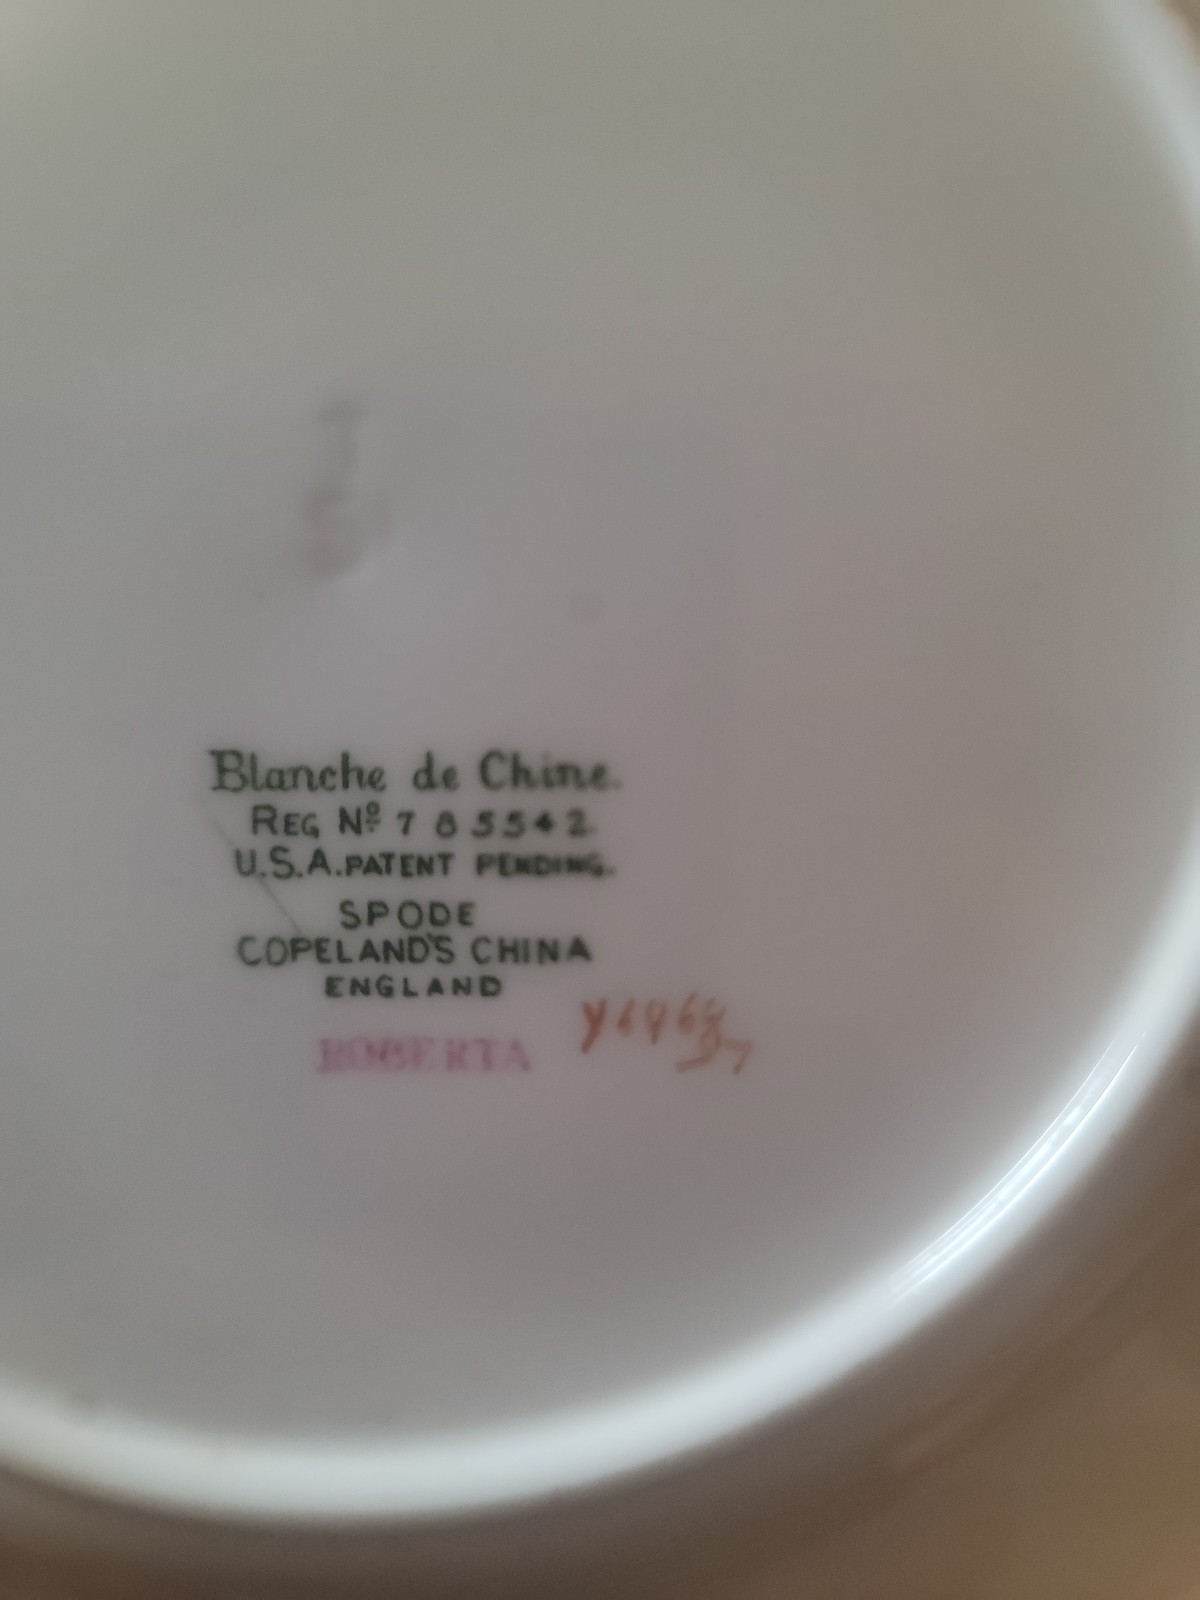 Blanche de Chine.
REG Nº 785542.
U.S.A. PATENT PENDING.
SPODE
COPELAND'S CHINA
ENGLAND
ROBERTA